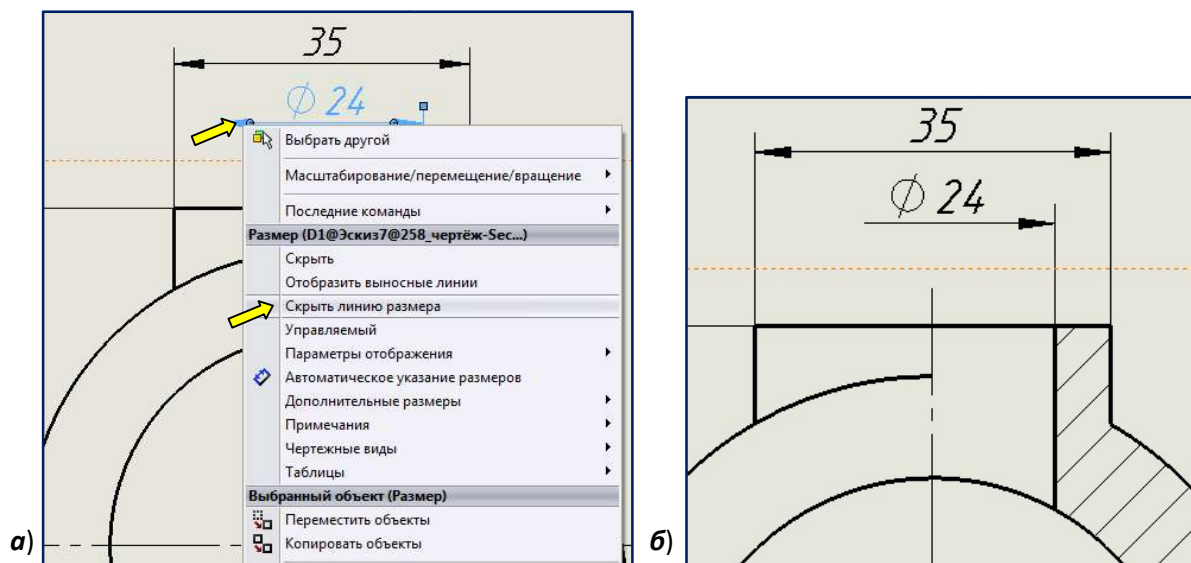 35
Ø 24
Выбрать другой
Масштабирование/перемещение/вращение
Последние команды
Размер (D1@Эскиз7@258_чертёж-Sec...)
Скрыть
Отобразить выносные линии
Скрыть линию размера
Управляемый
Параметры отображения
Автоматическое указание размеров
Дополнительные размеры
Примечания
Чертежные виды
Таблицы
Выбранный объект (Размер)
Переместить объекты
Копировать объекты
а)
35
Ø 24
б)